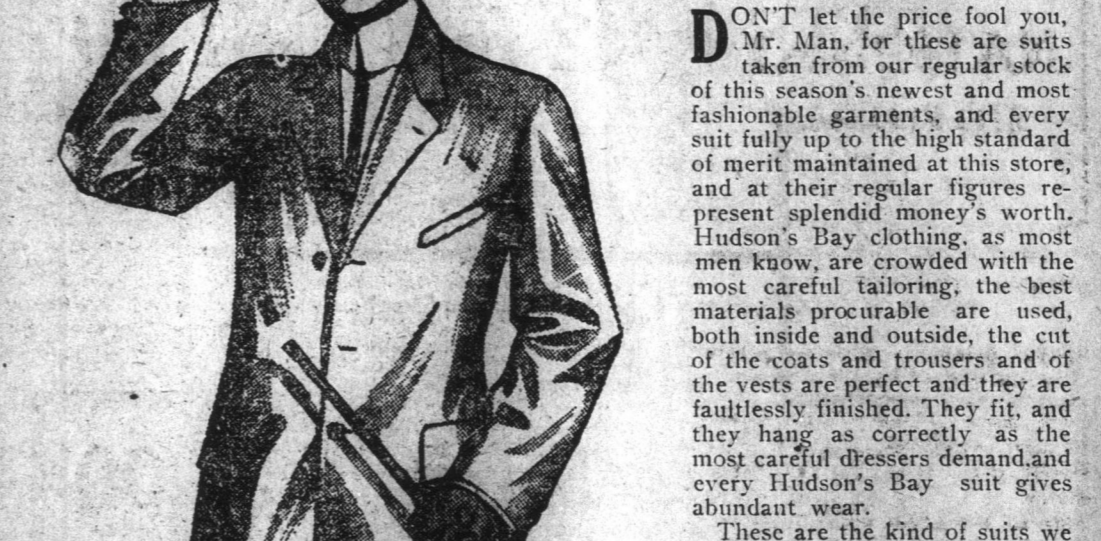 DON'T let the price fool you,
Mr. Man, for these are suits
taken from our regular stock
of this season's newest and most
fashionable garments, and every
suit fully up to the high standard
of merit maintained at this store,
and at their regular figures re-
present splendid money's worth.
Hudson's Bay clothing, as most
men know, are crowded with the
most careful tailoring, the best
materials procurable are used,
both inside and outside, the cut
of the coats and trousers and of
the vests are perfect and they are
faultlessly finished. They fit, and
they hang as correctly as the
most careful dressers demand,and
every Hudson's Bay suit gives
abundant wear.
These are the kind of suits we